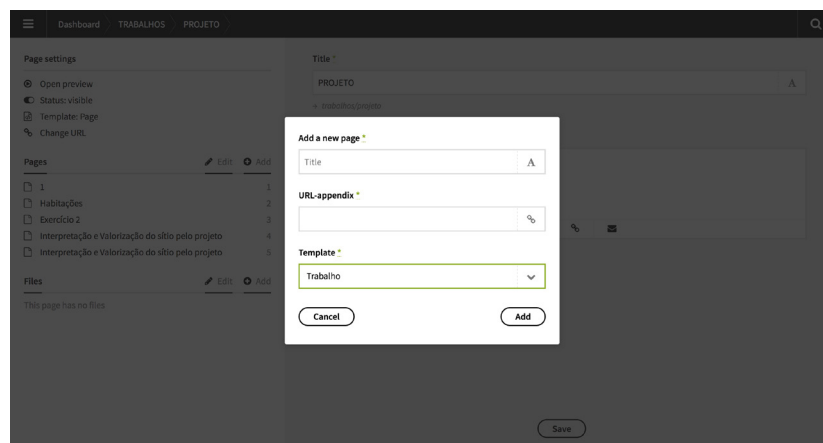 Dashboard TRABALHOS PROJETO
Page settings
Open preview
Status: visible
Template: Page
Change URL
Pages Edit Add
1 1
Habitações 2
Exercício 2 3
Interpretação e Valorização do sítio pelo projeto 4
Interpretação e Valorização do sítio pelo projeto 5
Files Edit Add
This page has no files
Title *
PROJETO A
trabalhos/projeto
Add a new page *
Title A
URL-appendix *
Template *
Trabalho
Cancel Add
Save